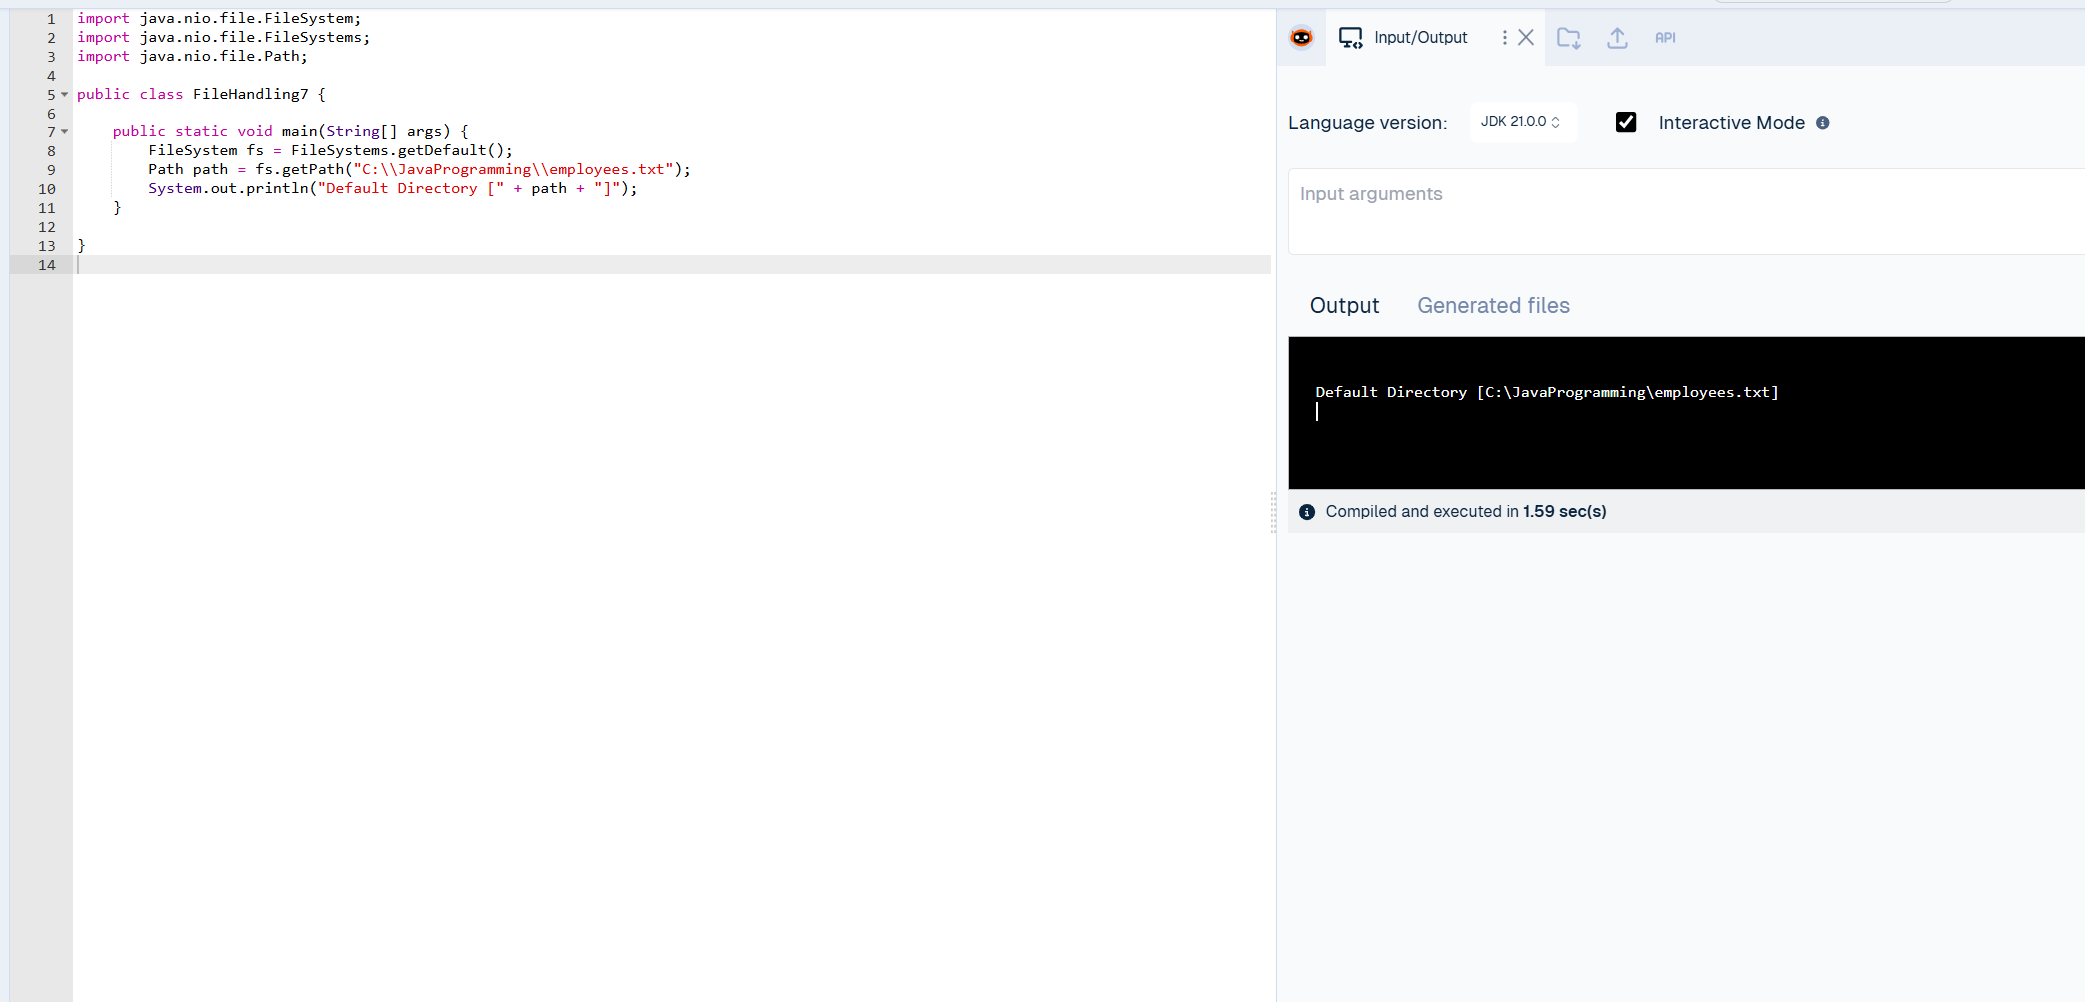 1 import java.nio.file.FileSystem;
2 import java.nio.file.FileSystems;
3 import java.nio.file.Path;
4
5 public class FileHandling7 {
6
7     public static void main(String[] args) {
8         FileSystem fs = FileSystems.getDefault();
9         Path path = fs.getPath("C:\\JavaProgramming\\employees.txt");
10         System.out.println("Default Directory [" + path + "]");
11     }
12
13 }
14
Input/Output
API
Language version: JDK 21.0.0 Interactive Mode
Input arguments
Output Generated files
Default Directory [C:\JavaProgramming\employees.txt]
Compiled and executed in 1.59 sec(s)